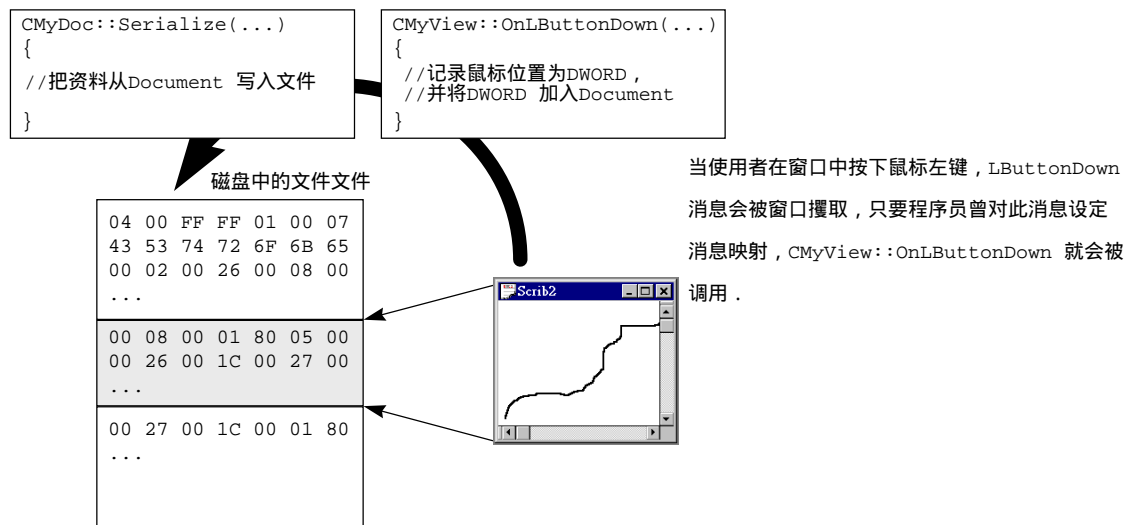 CMyDoc::Serialize(...)
{
//把资料从Document 写入文件
}
CMyView::OnLButtonDown(...)
{
//记录鼠标位置为DWORD，
//并将DWORD 加入Document
}
磁盘中的文件文件
04 00 FF FF 01 00 07
43 53 74 72 6F 6B 65
00 02 00 26 00 08 00
...
00 08 00 01 80 05 00
00 26 00 1C 00 27 00
...
00 27 00 1C 00 01 80
...
Scrib2
当使用者在窗口中按下鼠标左键，LButtonDown
消息会被窗口攫取，只要程序员曾对此消息设定
消息映射，CMyView::OnLButtonDown 就会被
调用．